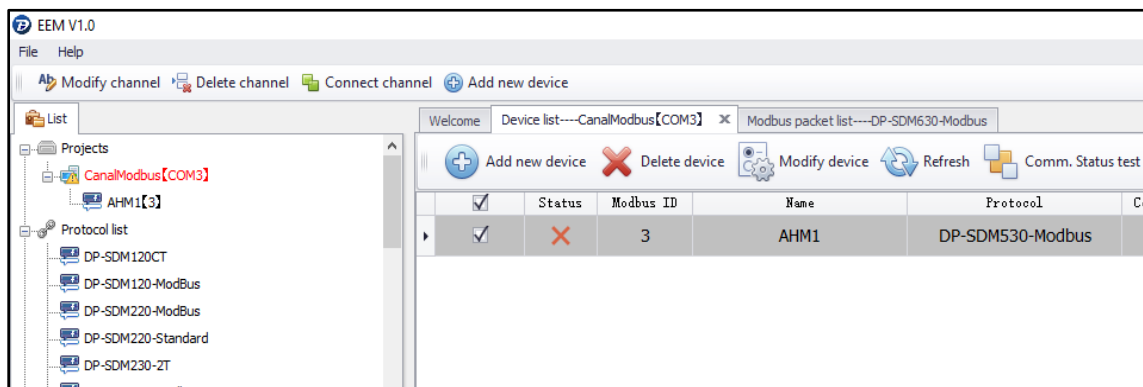 EEM V1.0
File Help
Modify channel Delete channel Connect channel Add new device
List
Welcome Device list----CanalModbus【COM3】 Modbus packet list----DP-SDM630-Modbus
Projects
CanalModbus【COM3】
AHM1【3】
Protocol list
DP-SDM120CT
DP-SDM120-ModBus
DP-SDM220-ModBus
DP-SDM220-Standard
DP-SDM230-2T
Add new device Delete device Modify device Refresh Comm. Status test
Status Modbus ID Name Protocol
3 AHM1 DP-SDM530-Modbus